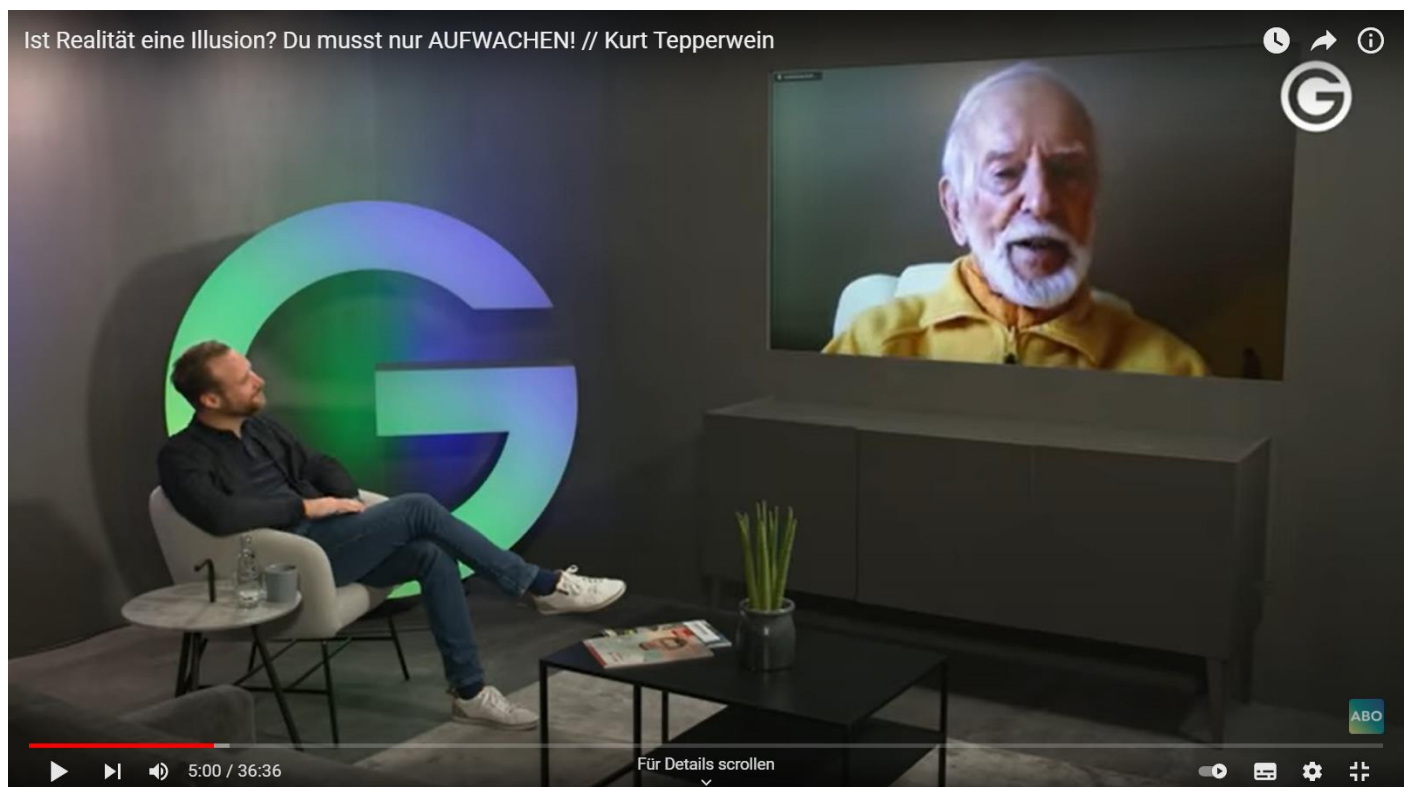 Ist Realität eine Illusion? Du musst nur AUFWACHEN! // Kurt Tepperwein
G
G
ABO
5:00 / 36:36
Für Details scrollen